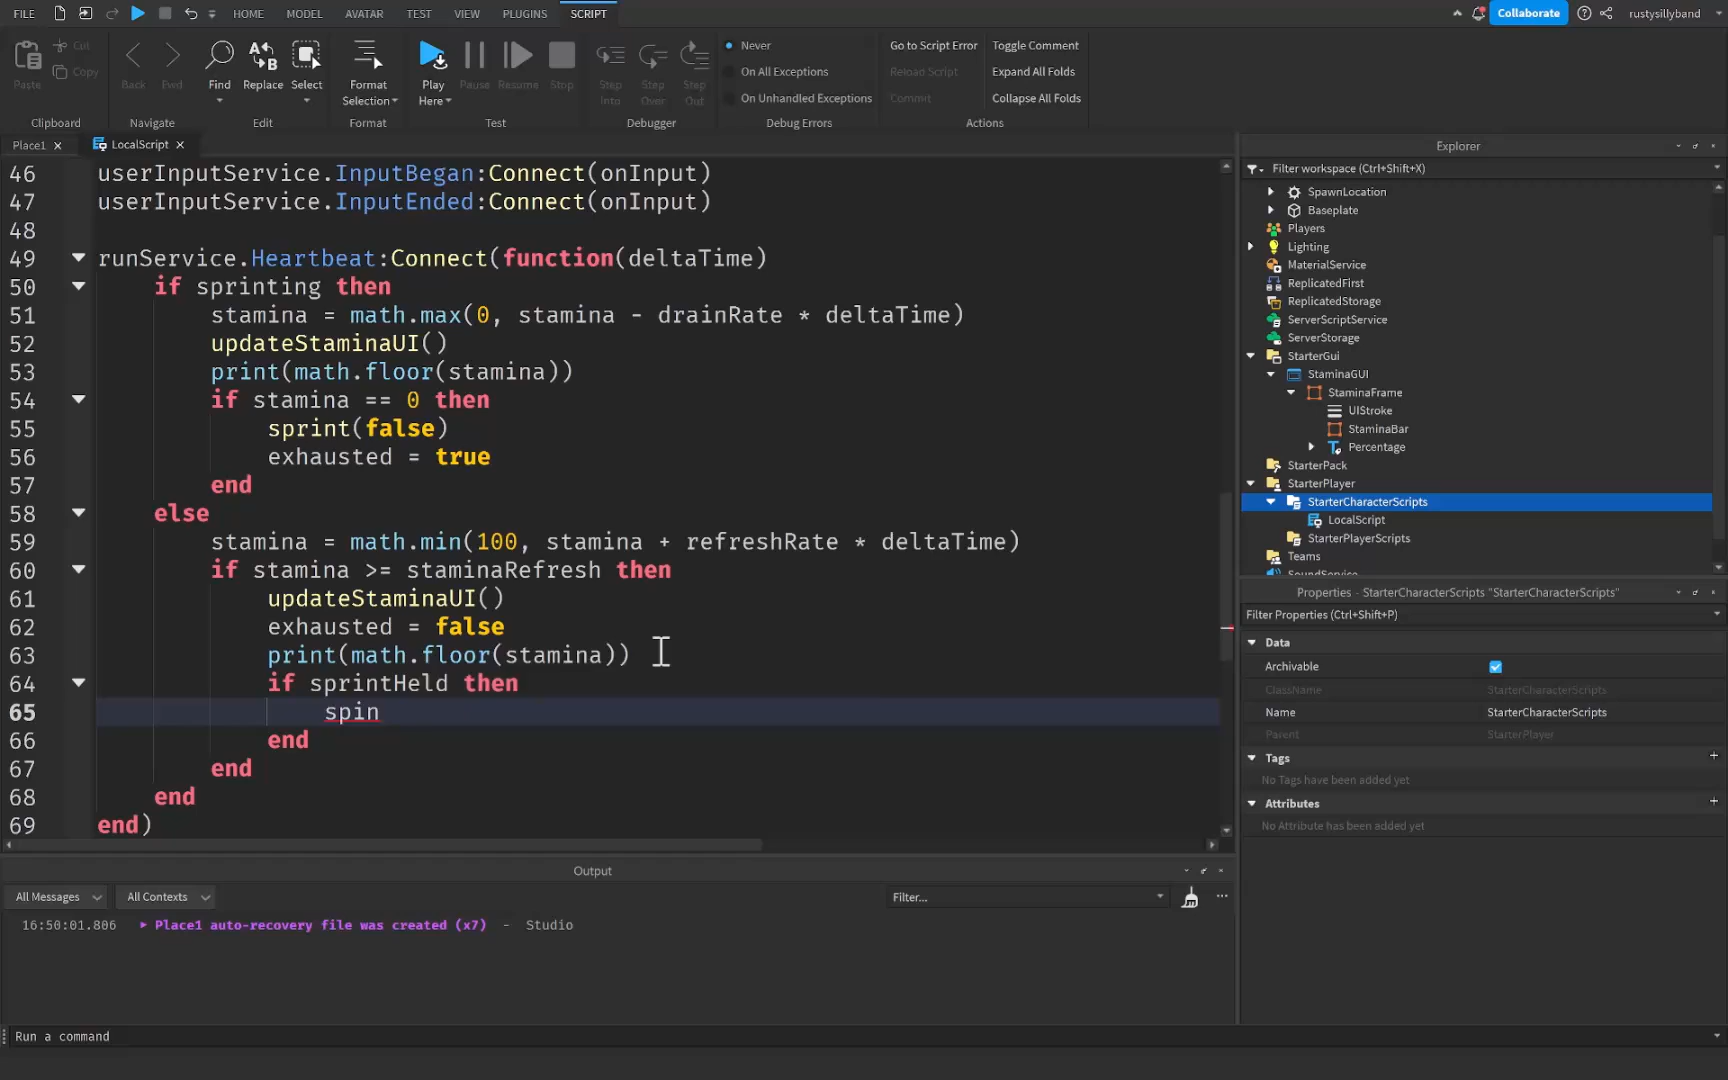 FILE HOME MODEL AVATAR TEST VIEW PLUGINS SCRIPT Collaborate rustysillyband
Paste Cut Copy Back Fwd Find Replace Select Format Selection Play Here Pause Resume Stop Step Into Step Over Step Out
Never On All Exceptions On Unhandled Exceptions
Go to Script Error Reload Script Commit
Toggle Comment Expand All Folds Collapse All Folds
Clipboard Navigate Edit Format Test Debugger Debug Errors Actions
Place1 LocalScript
46 userInputService.InputBegan:Connect(onInput)
47 userInputService.InputEnded:Connect(onInput)
48
49 runService.Heartbeat:Connect(function(deltaTime)
50 if sprinting then
51 stamina = math.max(0, stamina - drainRate * deltaTime)
52 updateStaminaUI()
53 print(math.floor(stamina))
54 if stamina == 0 then
55 sprint(false)
56 exhausted = true
57 end
58 else
59 stamina = math.min(100, stamina + refreshRate * deltaTime)
60 if stamina >= staminaRefresh then
61 updateStaminaUI()
62 exhausted = false
63 print(math.floor(stamina))
64 if sprintHeld then
65 spin
66 end
67 end
68 end
69 end)
Explorer
Filter workspace (Ctrl+Shift+X)
SpawnLocation
Baseplate
Players
Lighting
MaterialService
ReplicatedFirst
ReplicatedStorage
ServerScriptService
ServerStorage
StarterGui
StaminaGUI
StaminaFrame
UIStroke
StaminaBar
Percentage
StarterPack
StarterPlayer
StarterCharacterScripts
LocalScript
StarterPlayerScripts
Teams
SoundService
Properties - StarterCharacterScripts "StarterCharacterScripts"
Filter Properties (Ctrl+Shift+P)
Data
Archivable
ClassName StarterCharacterScripts
Name StarterCharacterScripts
Parent StarterPlayer
Tags
No Tags have been added yet
Attributes
No Attribute has been added yet
Output
All Messages All Contexts Filter...
16:50:01.806 Place1 auto-recovery file was created (x7) - Studio
Run a command